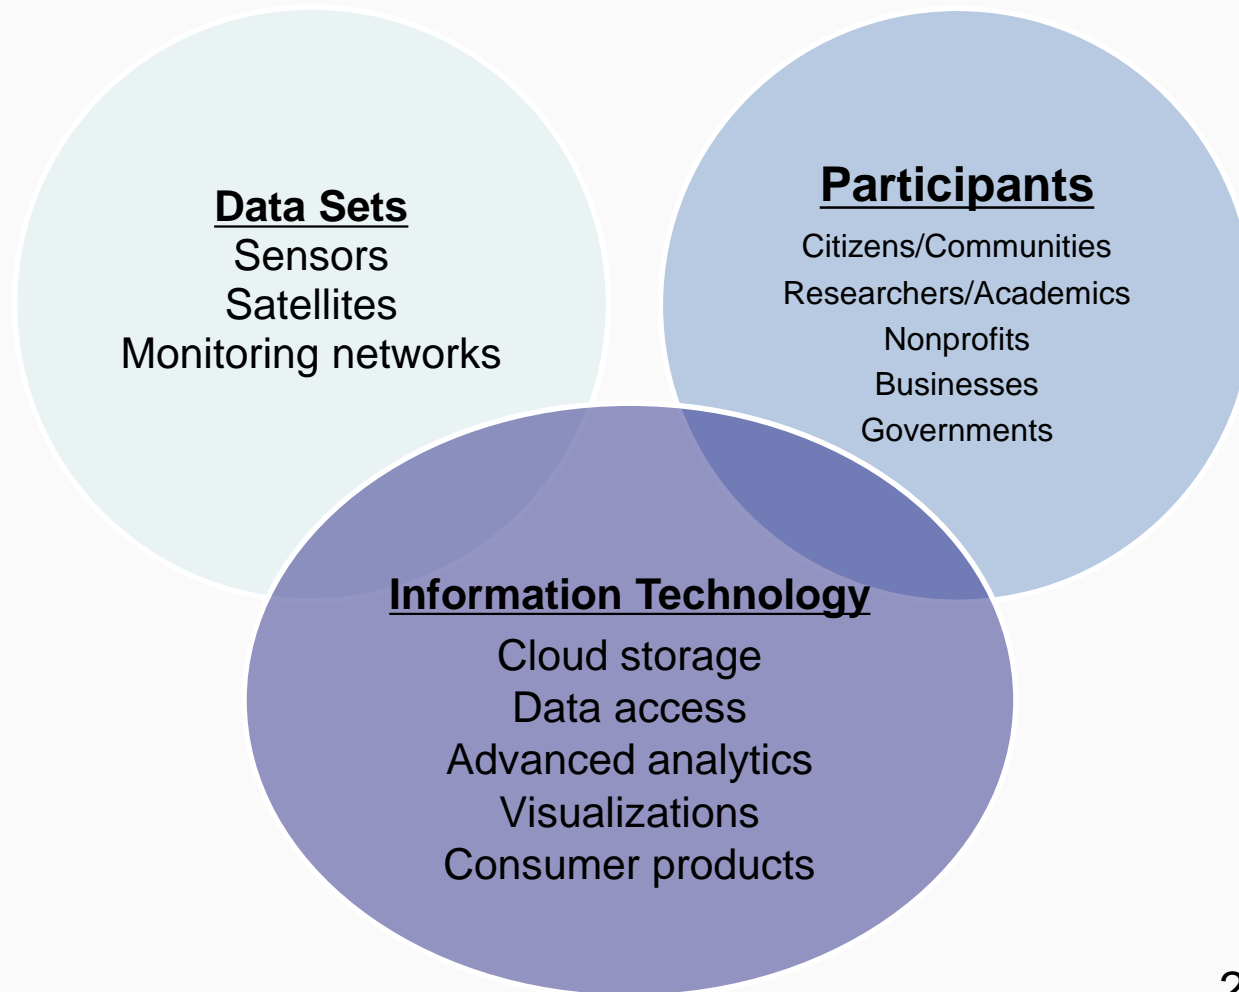 Data Sets
Sensors
Satellites
Monitoring networks
Participants
Citizens/Communities
Researchers/Academics
Nonprofits
Businesses
Governments
Information Technology
Cloud storage
Data access
Advanced analytics
Visualizations
Consumer products
2